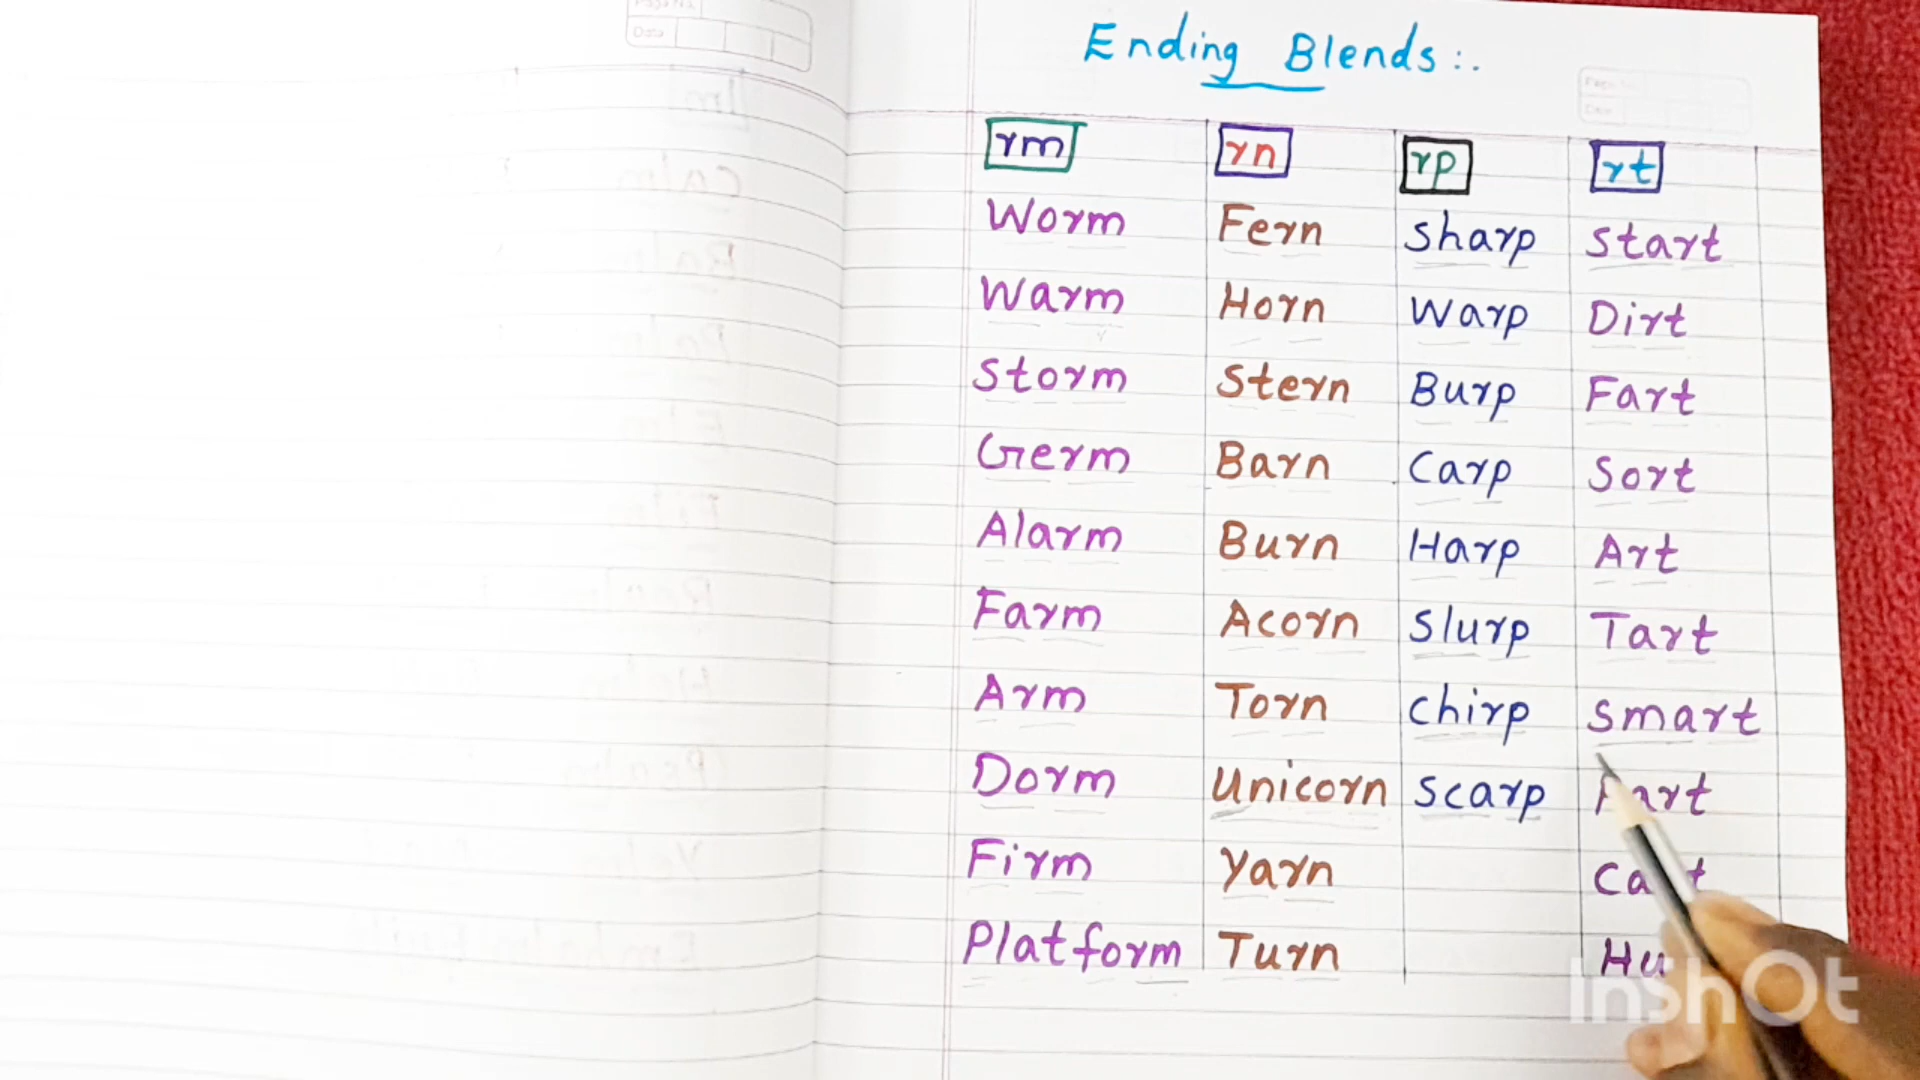 Ending Blends:.
rm rn rp rt
Worm Fern Sharp Start
Warm Horn Warp Dirt
Storm Stern Burp Fart
Germ Barn Carp Sort
Alarm Burn Harp Art
Farm Acorn Slurp Tart
Arm Torn Chirp Smart
Dorm Unicorn Scarp
Firm Yarn
Platform Turn
InShOt